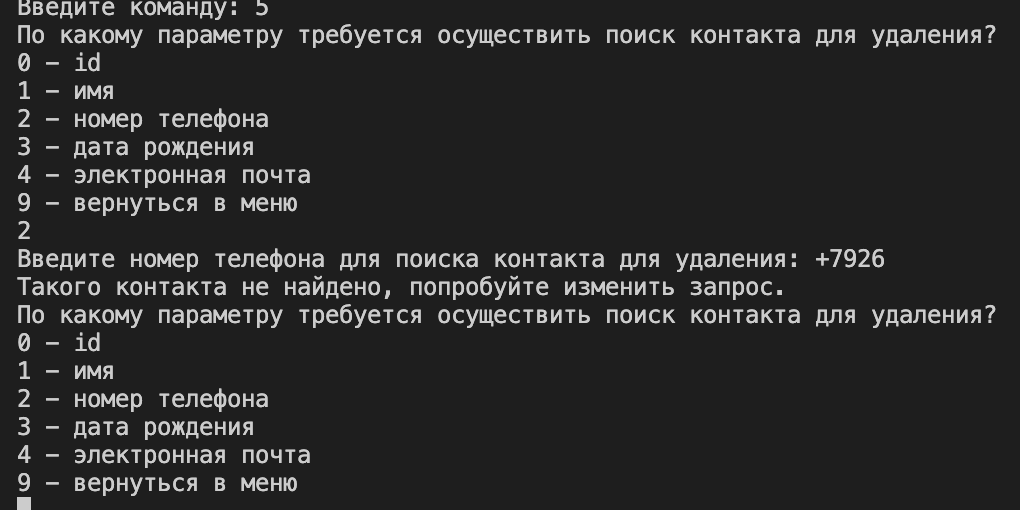 Введите команду: 5
По какому параметру требуется осуществить поиск контакта для удаления?
0 - id
1 - имя
2 - номер телефона
3 - дата рождения
4 - электронная почта
9 - вернуться в меню
2
Введите номер телефона для поиска контакта для удаления: +7926
Такого контакта не найдено, попробуйте изменить запрос.
По какому параметру требуется осуществить поиск контакта для удаления?
0 - id
1 - имя
2 - номер телефона
3 - дата рождения
4 - электронная почта
9 - вернуться в меню